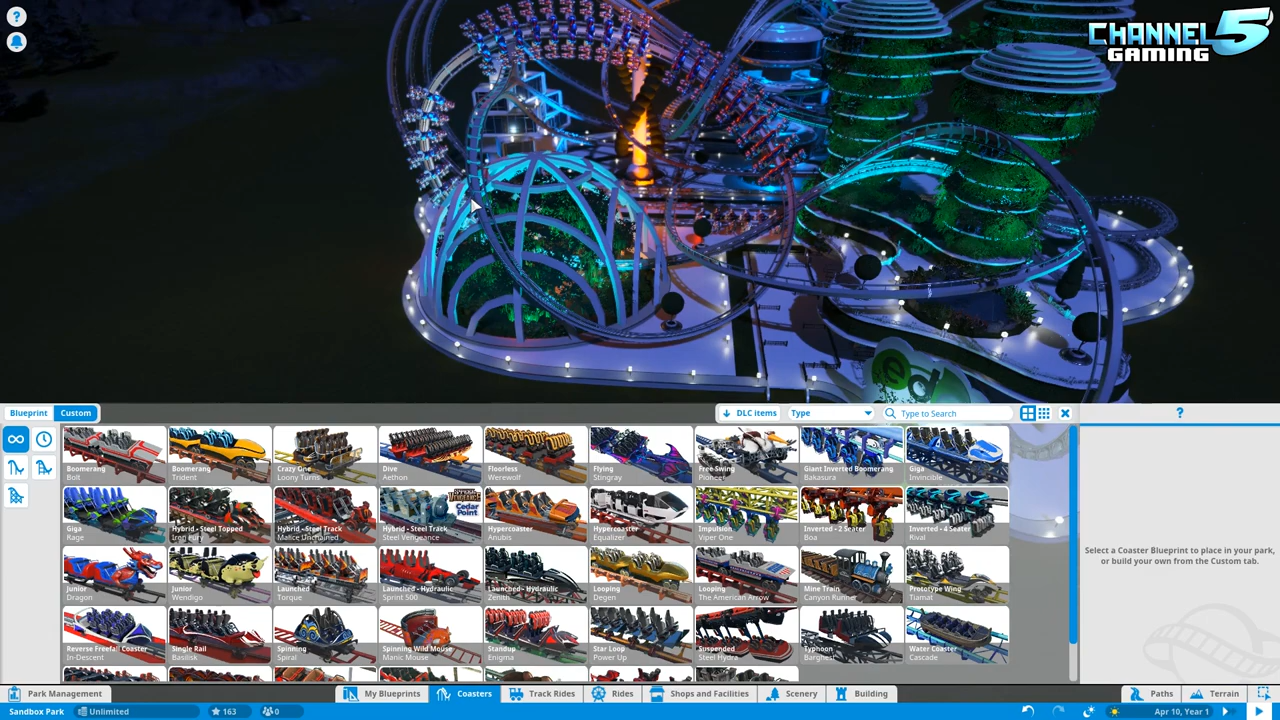 ?
CHANNEL 5
GAMING
ed
Blueprint
Custom
DLC items
Type
Type to Search
?
Boomerang
Bolt
Boomerang
Trident
Crazy One
Loony Turns
Dive
Aethon
Floorless
Werewolf
Flying
Stingray
Free Swing
Pioneer
Giant Inverted Boomerang
Bakasura
Giga
Invincible
Giga
Rage
Hybrid - Steel Topped
Iron Fury
Hybrid - Steel Track
Malice Unchained
Hybrid - Steel Track
Steel Vengeance
Cedar
Point
Hypercoaster
Anubis
Hypercoaster
Equalizer
Impulsion
Viper One
Inverted - 2 Seater
Boa
Inverted - 4 Seater
Rival
Junior
Dragon
Junior
Wendigo
Launched
Torque
Launched - Hydraulic
Sprint 500
Launched - Hydraulic
Zenith
Looping
Degen
Looping
The American Arrow
Mine Train
Canyon Runner
Prototype Wing
Tiamat
Reverse Freefall Coaster
In-Descent
Single Rail
Basilisk
Spinning
Spiral
Spinning Wild Mouse
Manic Mouse
Standup
Enigma
Star Loop
Power Up
Suspended
Steel Hydra
Typhoon
Barghest
Water Coaster
Cascade
Select a Coaster Blueprint to place in your park,
or build your own from the Custom tab.
Park Management
My Blueprints
Coasters
Track Rides
Rides
Shops and Facilities
Scenery
Building
Paths
Terrain
Sandbox Park
Unlimited
163
0
Apr 10, Year 1